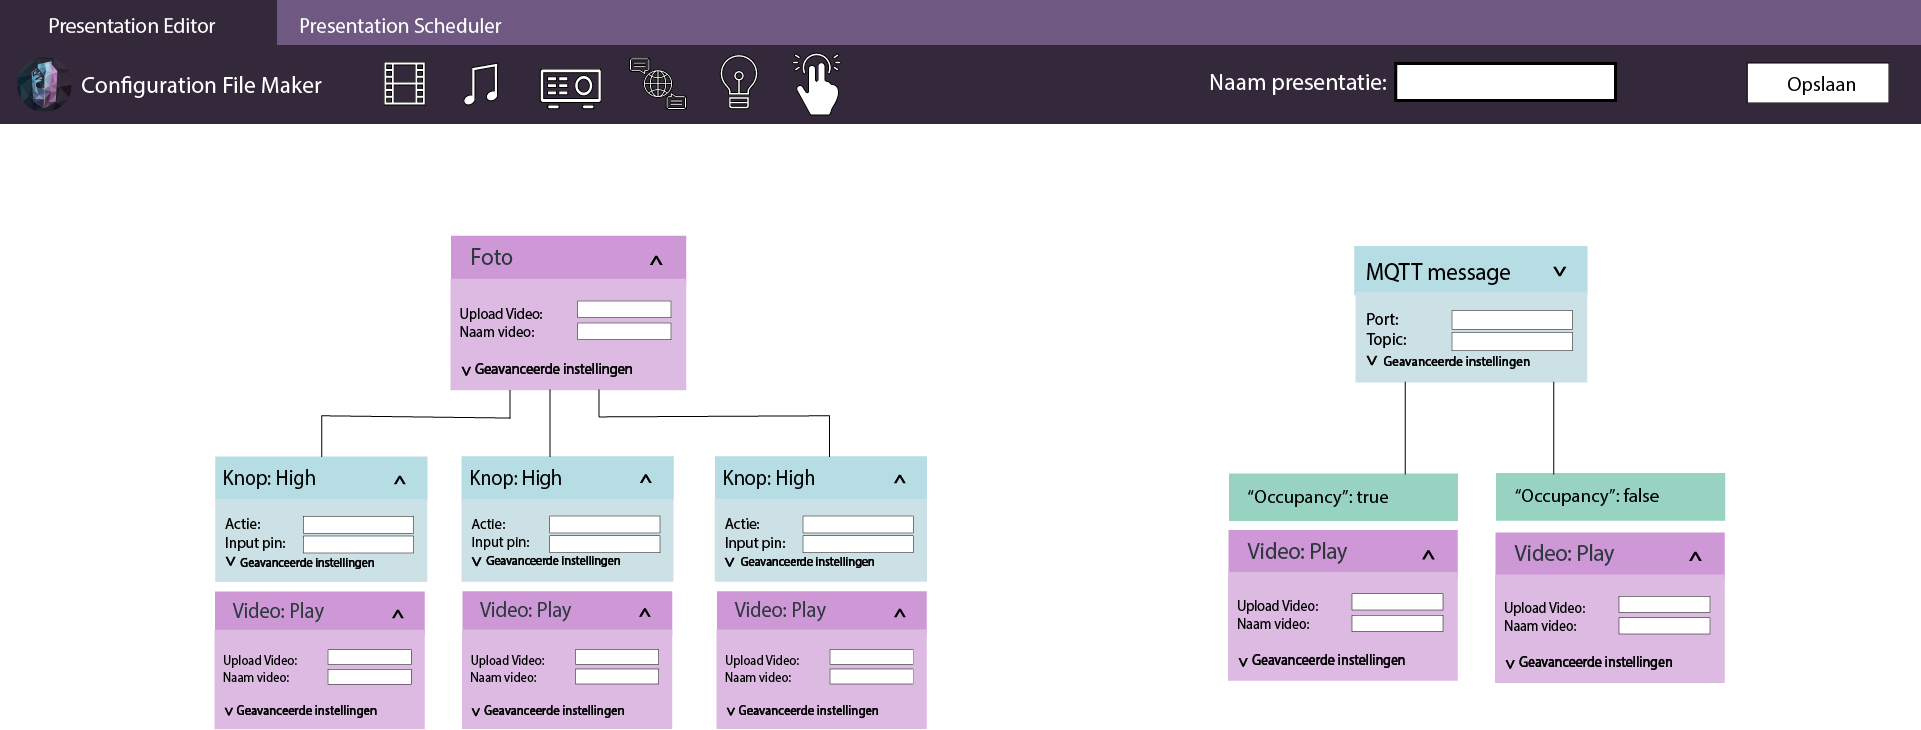 Presentation Editor
Presentation Scheduler
Configuration File Maker
Naam presentatie:
Opslaan
Foto
Upload Video:
Naam video:
Geavanceerde instellingen
Knop: High
Actie:
Input pin:
Geavanceerde instellingen
Video: Play
Upload Video:
Naam video:
Geavanceerde instellingen
Knop: High
Actie:
Input pin:
Geavanceerde instellingen
Video: Play
Upload Video:
Naam video:
Geavanceerde instellingen
Knop: High
Actie:
Input pin:
Geavanceerde instellingen
Video: Play
Upload Video:
Naam video:
Geavanceerde instellingen
MQTT message
Port:
Topic:
Geavanceerde instellingen
“Occupancy”: true
Video: Play
Upload Video:
Naam video:
Geavanceerde instellingen
“Occupancy”: false
Video: Play
Upload Video:
Naam video:
Geavanceerde instellingen